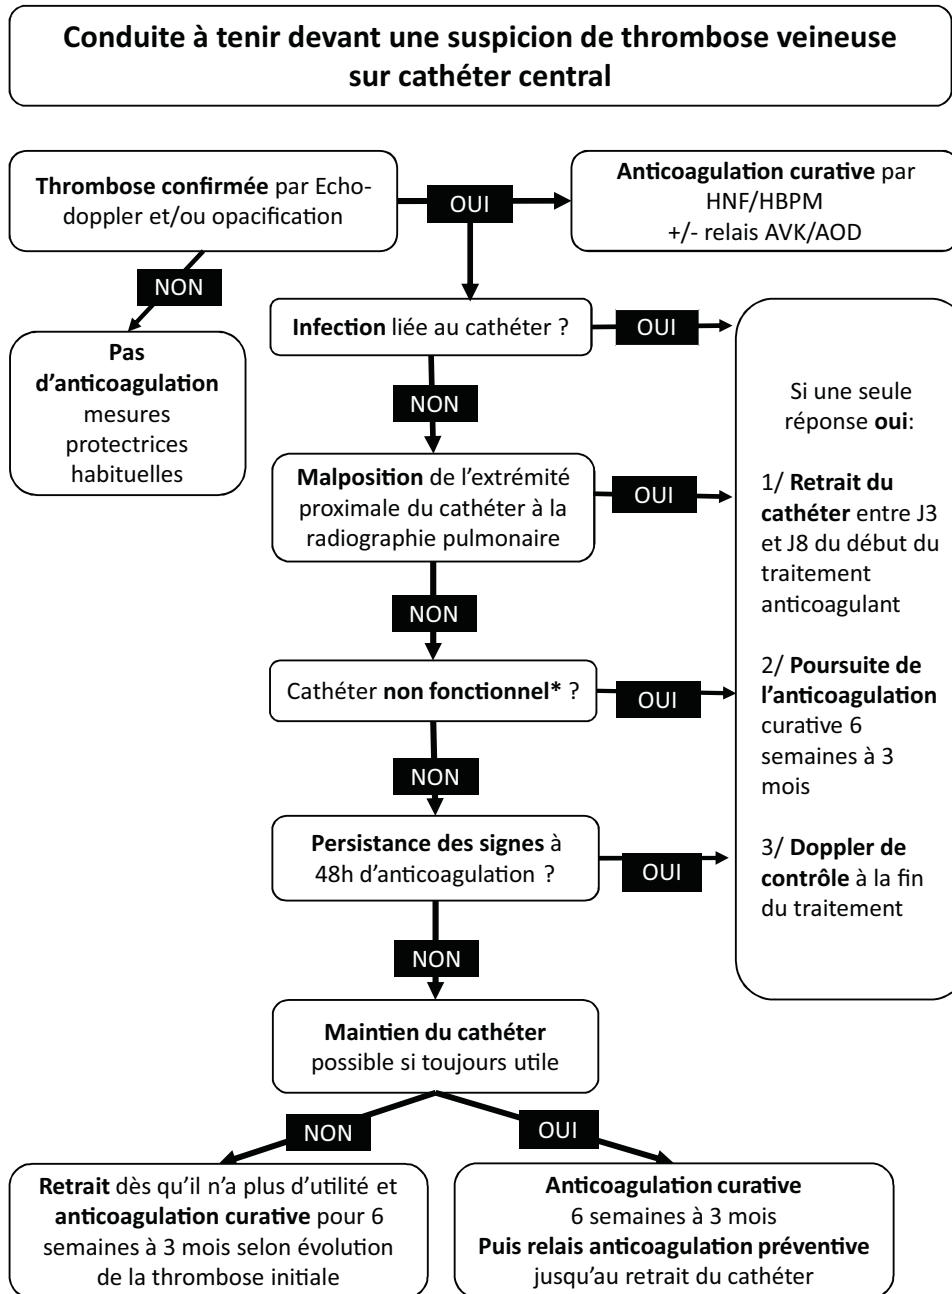 Conduite à tenir devant une suspicion de thrombose veineuse
sur cathéter central
Thrombose confirmée par Echo-
doppler et/ou opacification
OUI
Anticoagulation curative par
HNF/HBPM
+/- relais AVK/AOD
NON
Pas
d'anticoagulation
mesures
protectrices
habituelles
Infection liée au cathéter ?
OUI
NON
Malposition de l'extrémité
proximale du cathéter à la
radiographie pulmonaire
OUI
NON
Cathéter non fonctionnel* ?
OUI
NON
Persistance des signes à
48h d'anticoagulation ?
OUI
NON
Si une seule
réponse oui:
1/ Retrait du
cathéter entre J3
et J8 du début du
traitement
anticoagulant
2/ Poursuite de
l'anticoagulation
curative 6
semaines à 3
mois
3/ Doppler de
contrôle à la fin
du traitement
Maintien du cathéter
possible si toujours utile
NON
OUI
Retrait dès qu'il n'a plus d'utilité et
anticoagulation curative pour 6
semaines à 3 mois selon évolution
de la thrombose initiale
Anticoagulation curative
6 semaines à 3 mois
Puis relais anticoagulation préventive
jusqu'au retrait du cathéter